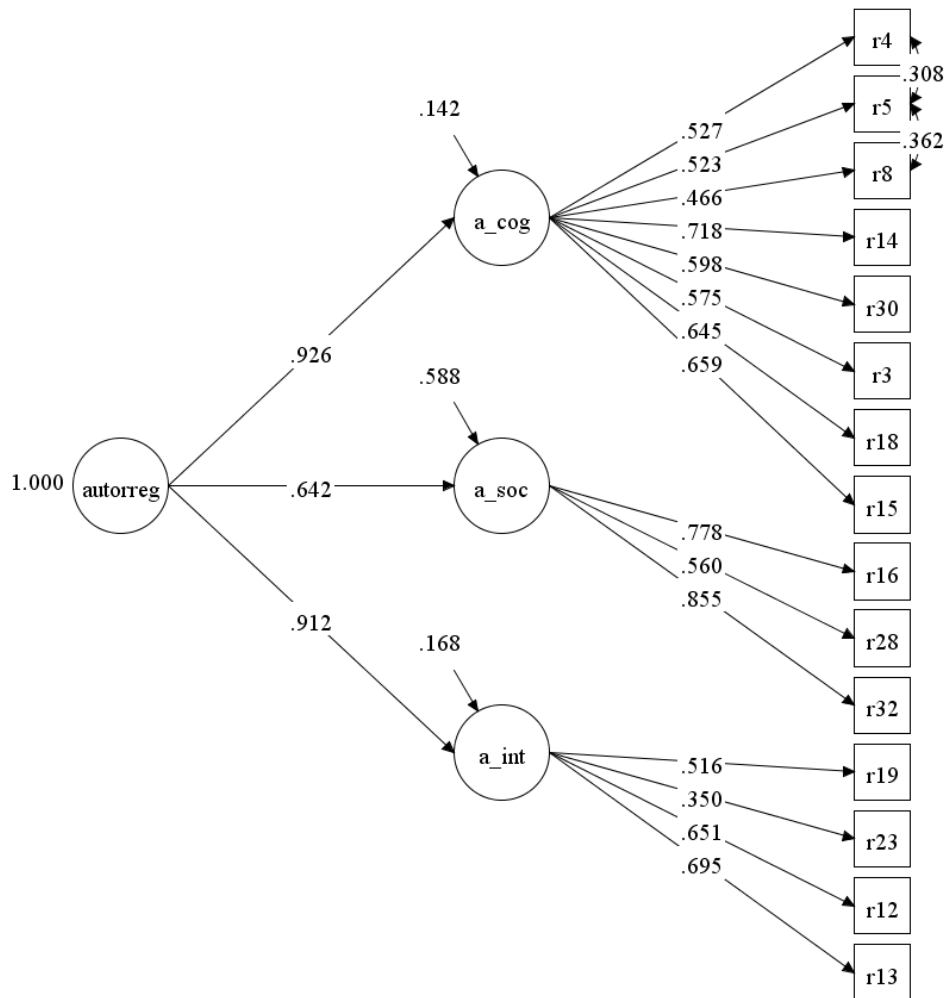 r4
.308
.142
r5
.527
.362
.523
r8
.466
a_cog
.718
r14
.598
.575
r30
.645
.926
.659
r3
.588
r18
1.000
autorreg
.642
a_soc
r15
.778
.560
r16
.855
.912
r28
.168
r32
a_int
.516
r19
.350
.651
r23
.695
r12
r13